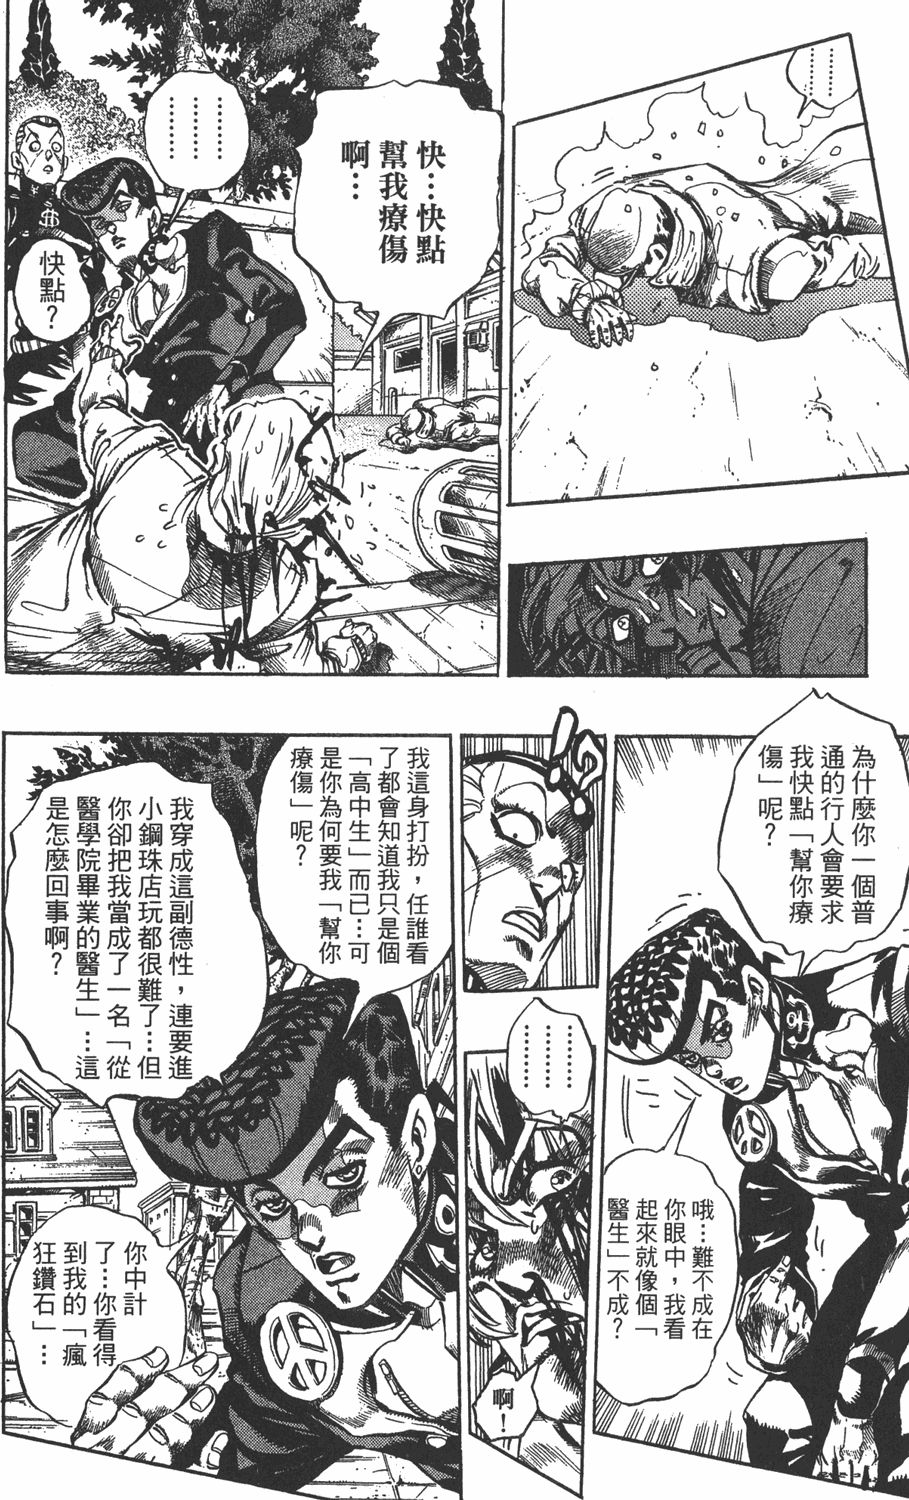 …………
快…快點
幫我療傷
啊…
…………
快點？
為什麼你一個普
通的行人會要求
我快點「幫你療
傷」呢？
哦…難不成在
你眼中，我看
起來就像個「
醫生」不成？
…………
啊！
我這身打扮，任誰看
了都會知道我只是個
「高中生」而已…可
是你為何要我「幫你
療傷」呢？
我穿成這副德性，連要進
小鋼珠店玩都很難了…但
你卻把我當成了一名「從
醫學院畢業的醫生」…這
是怎麼回事啊？
你中計
了…你看得
到我的「瘋
狂鑽石」…